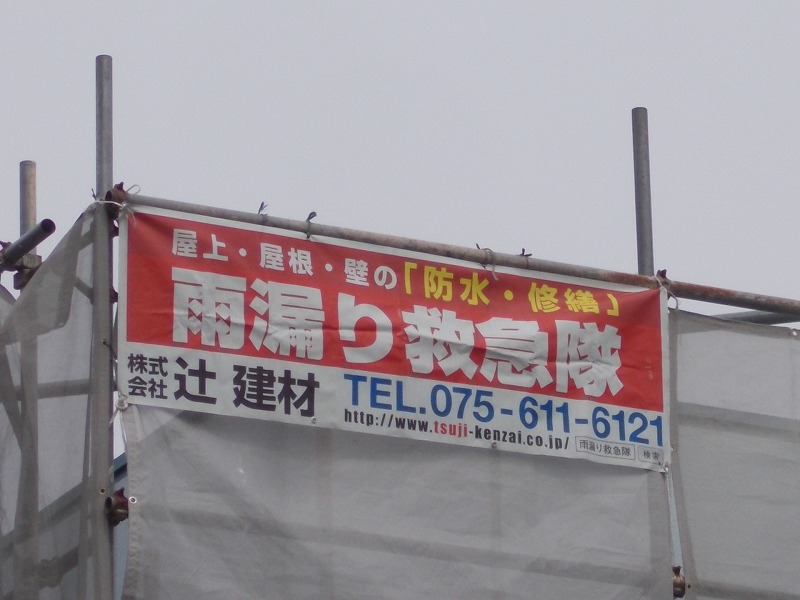 屋上・屋根・壁の「防水・修繕」
雨漏り救急隊
株式会社 辻 建材
TEL.075-611-6121
http://www.tsuji-kenzai.co.jp/
雨漏り救急隊 検索